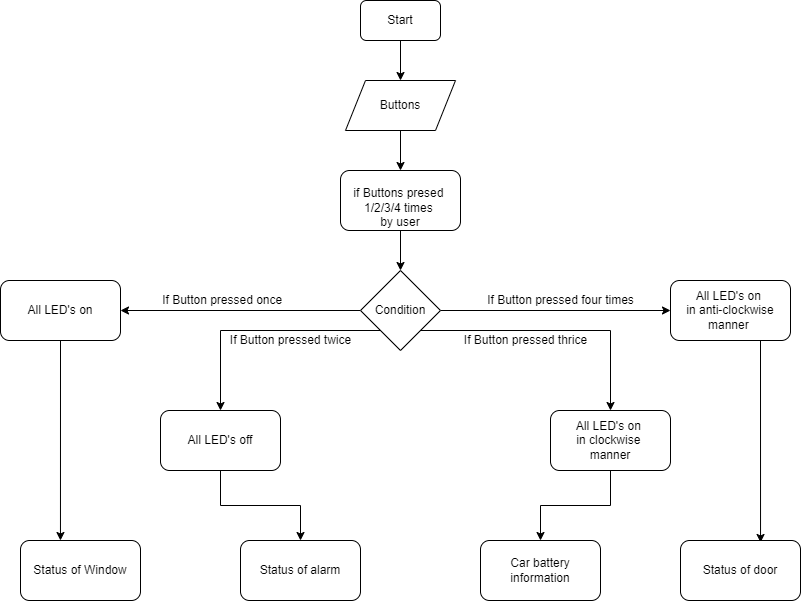 Start
Buttons
if Buttons presed
1/2/3/4 times
by user
Condition
If Button pressed once
If Button pressed four times
If Button pressed twice
If Button pressed thrice
All LED's on
All LED's on
in anti-clockwise
manner
All LED's off
All LED's on
in clockwise
manner
Status of Window
Status of alarm
Car battery
information
Status of door